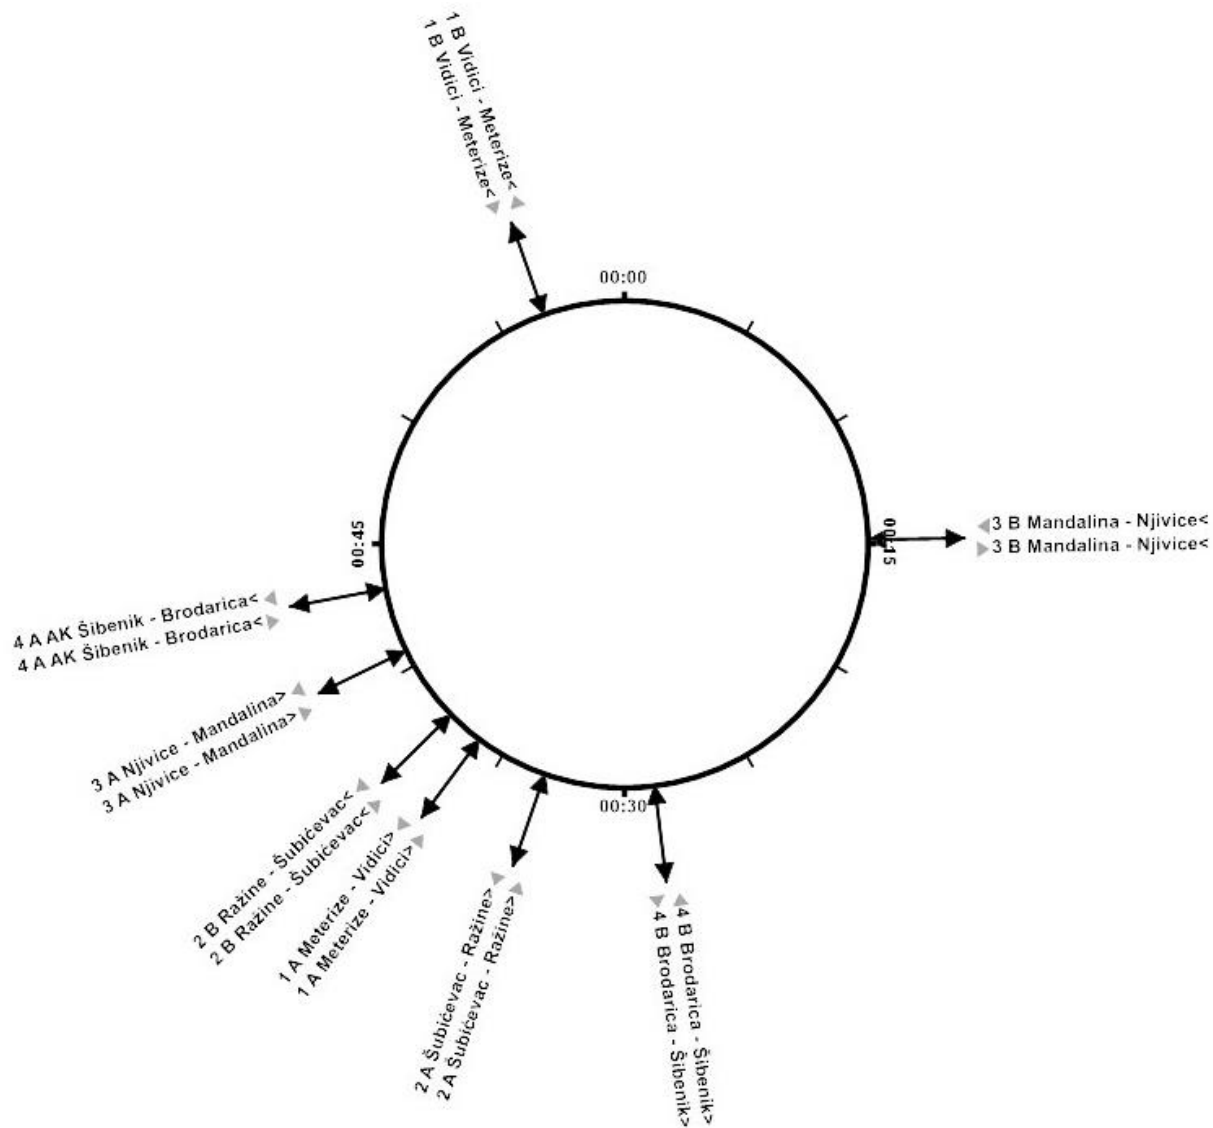 1 B Vidici - Meterize<
1 B Vidici - Meterize<
00:00
00:15
3 B Mandalina - Njivice<
3 B Mandalina - Njivice<
00:45
4 A AK Šibenik - Brodarica<
4 A AK Šibenik - Brodarica<
3 A Njivice - Mandalina>
3 A Njivice - Mandalina>
2 B Ražine - Šubićevac<
2 B Ražine - Šubićevac<
1 A Meterize - Vidici>
1 A Meterize - Vidici>
00:30
2 A Šubićevac - Ražine>
2 A Šubićevac - Ražine>
4 B Brodarica - Šibenik>
4 B Brodarica - Šibenik>